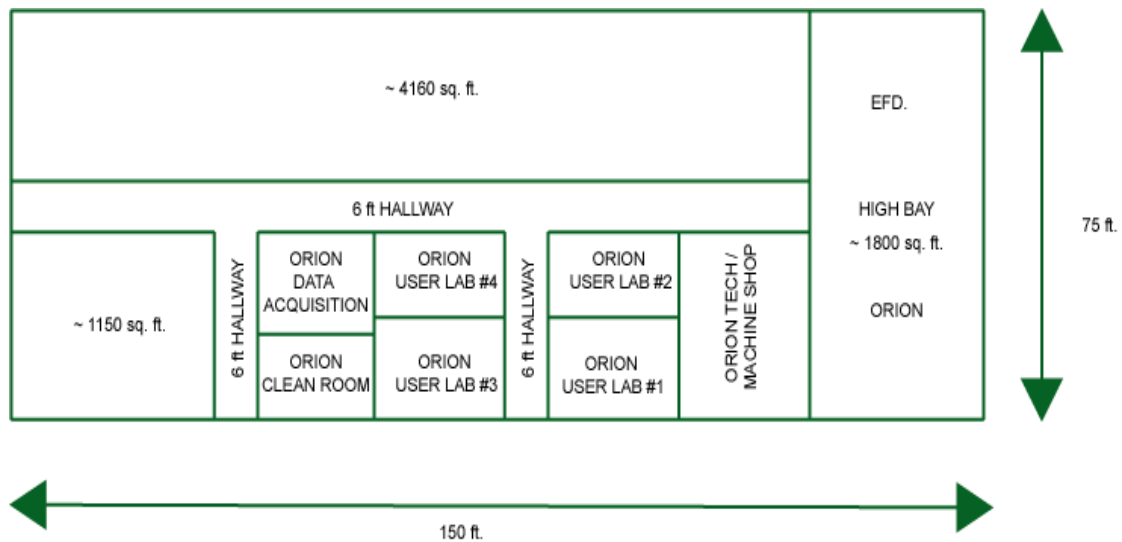 ~ 4160 sq. ft.
EFD.
6 ft HALLWAY
HIGH BAY
~ 1800 sq. ft.
75 ft.
ORION
~ 1150 sq. ft.
6 ft HALLWAY
ORION
DATA
ACQUISITION
ORION
USER LAB #4
6 ft HALLWAY
ORION
USER LAB #2
ORION TECH /
MACHINE SHOP
ORION
CLEAN ROOM
ORION
USER LAB #3
ORION
USER LAB #1
150 ft.